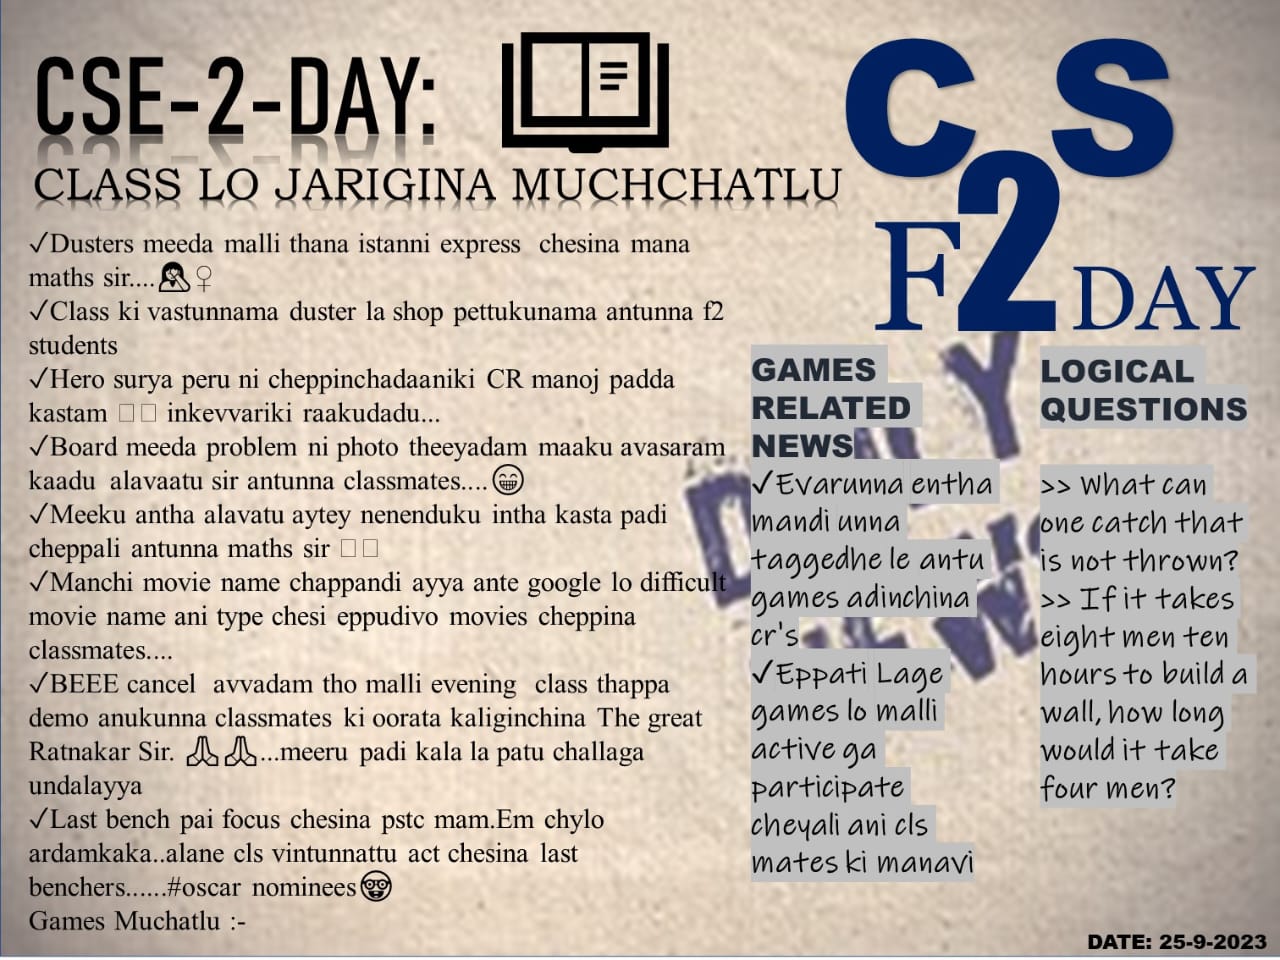 CSE-2-DAY:
CLASS LO JARIGINA MUCHCHATLU
✓Dusters meeda malli thana istanni express chesina mana
maths sir....🤦♀
✓Class ki vastunnama duster la shop pettukunama antunna f2
students
✓Hero surya peru ni cheppinchadaaniki CR manoj padda
kastam □□ inkevvariki raakudadu...
✓Board meeda problem ni photo theeyadam maaku avasaram
kaadu alavaatu sir antunna classmates....😁
✓Meeku antha alavatu aytey nenenduku intha kasta padi
cheppali antunna maths sir □□
✓Manchi movie name chappandi ayya ante google lo difficult
movie name ani type chesi eppudivo movies cheppina
classmates....
✓BEEE cancel avvadam tho malli evening class thappa
demo anukunna classmates ki oorata kaliginchina The great
Ratnakar Sir. 🙏🙏...meeru padi kala la patu challaga
undalayya
✓Last bench pai focus chesina pstc mam.Em chylo
ardamkaka..alane cls vintunnattu act chesina last
benchers......#oscar nominees🤓
Games Muchatlu :-
CS
F2DAY
GAMES
RELATED
NEWS
✓Evarunna entha
mandi unna
taggedhe le antu
games adinchina
cr's
✓Eppati Lage
games lo malli
active ga
participate
cheyali ani cls
mates ki manavi
LOGICAL
QUESTIONS
>> What can
one catch that
is not thrown?
>> If it takes
eight men ten
hours to build a
wall, how long
would it take
four men?
DAILY
NEWS
DATE: 25-9-2023